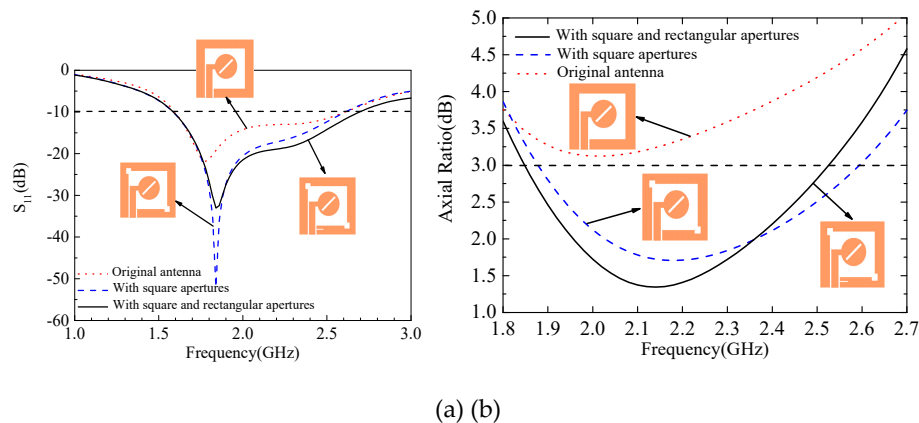 0
-10
-20
-30
-40
-50
-60
S11(dB)
Original antenna
With square apertures
With square and rectangular apertures
1.0 1.5 2.0 2.5 3.0
Frequency(GHz)
5.0
4.5
4.0
3.5
3.0
2.5
2.0
1.5
1.0
Axial Ratio(dB)
With square and rectangular apertures
With square apertures
Original antenna
1.8 1.9 2.0 2.1 2.2 2.3 2.4 2.5 2.6 2.7
Frequency(GHz)
(a) (b)